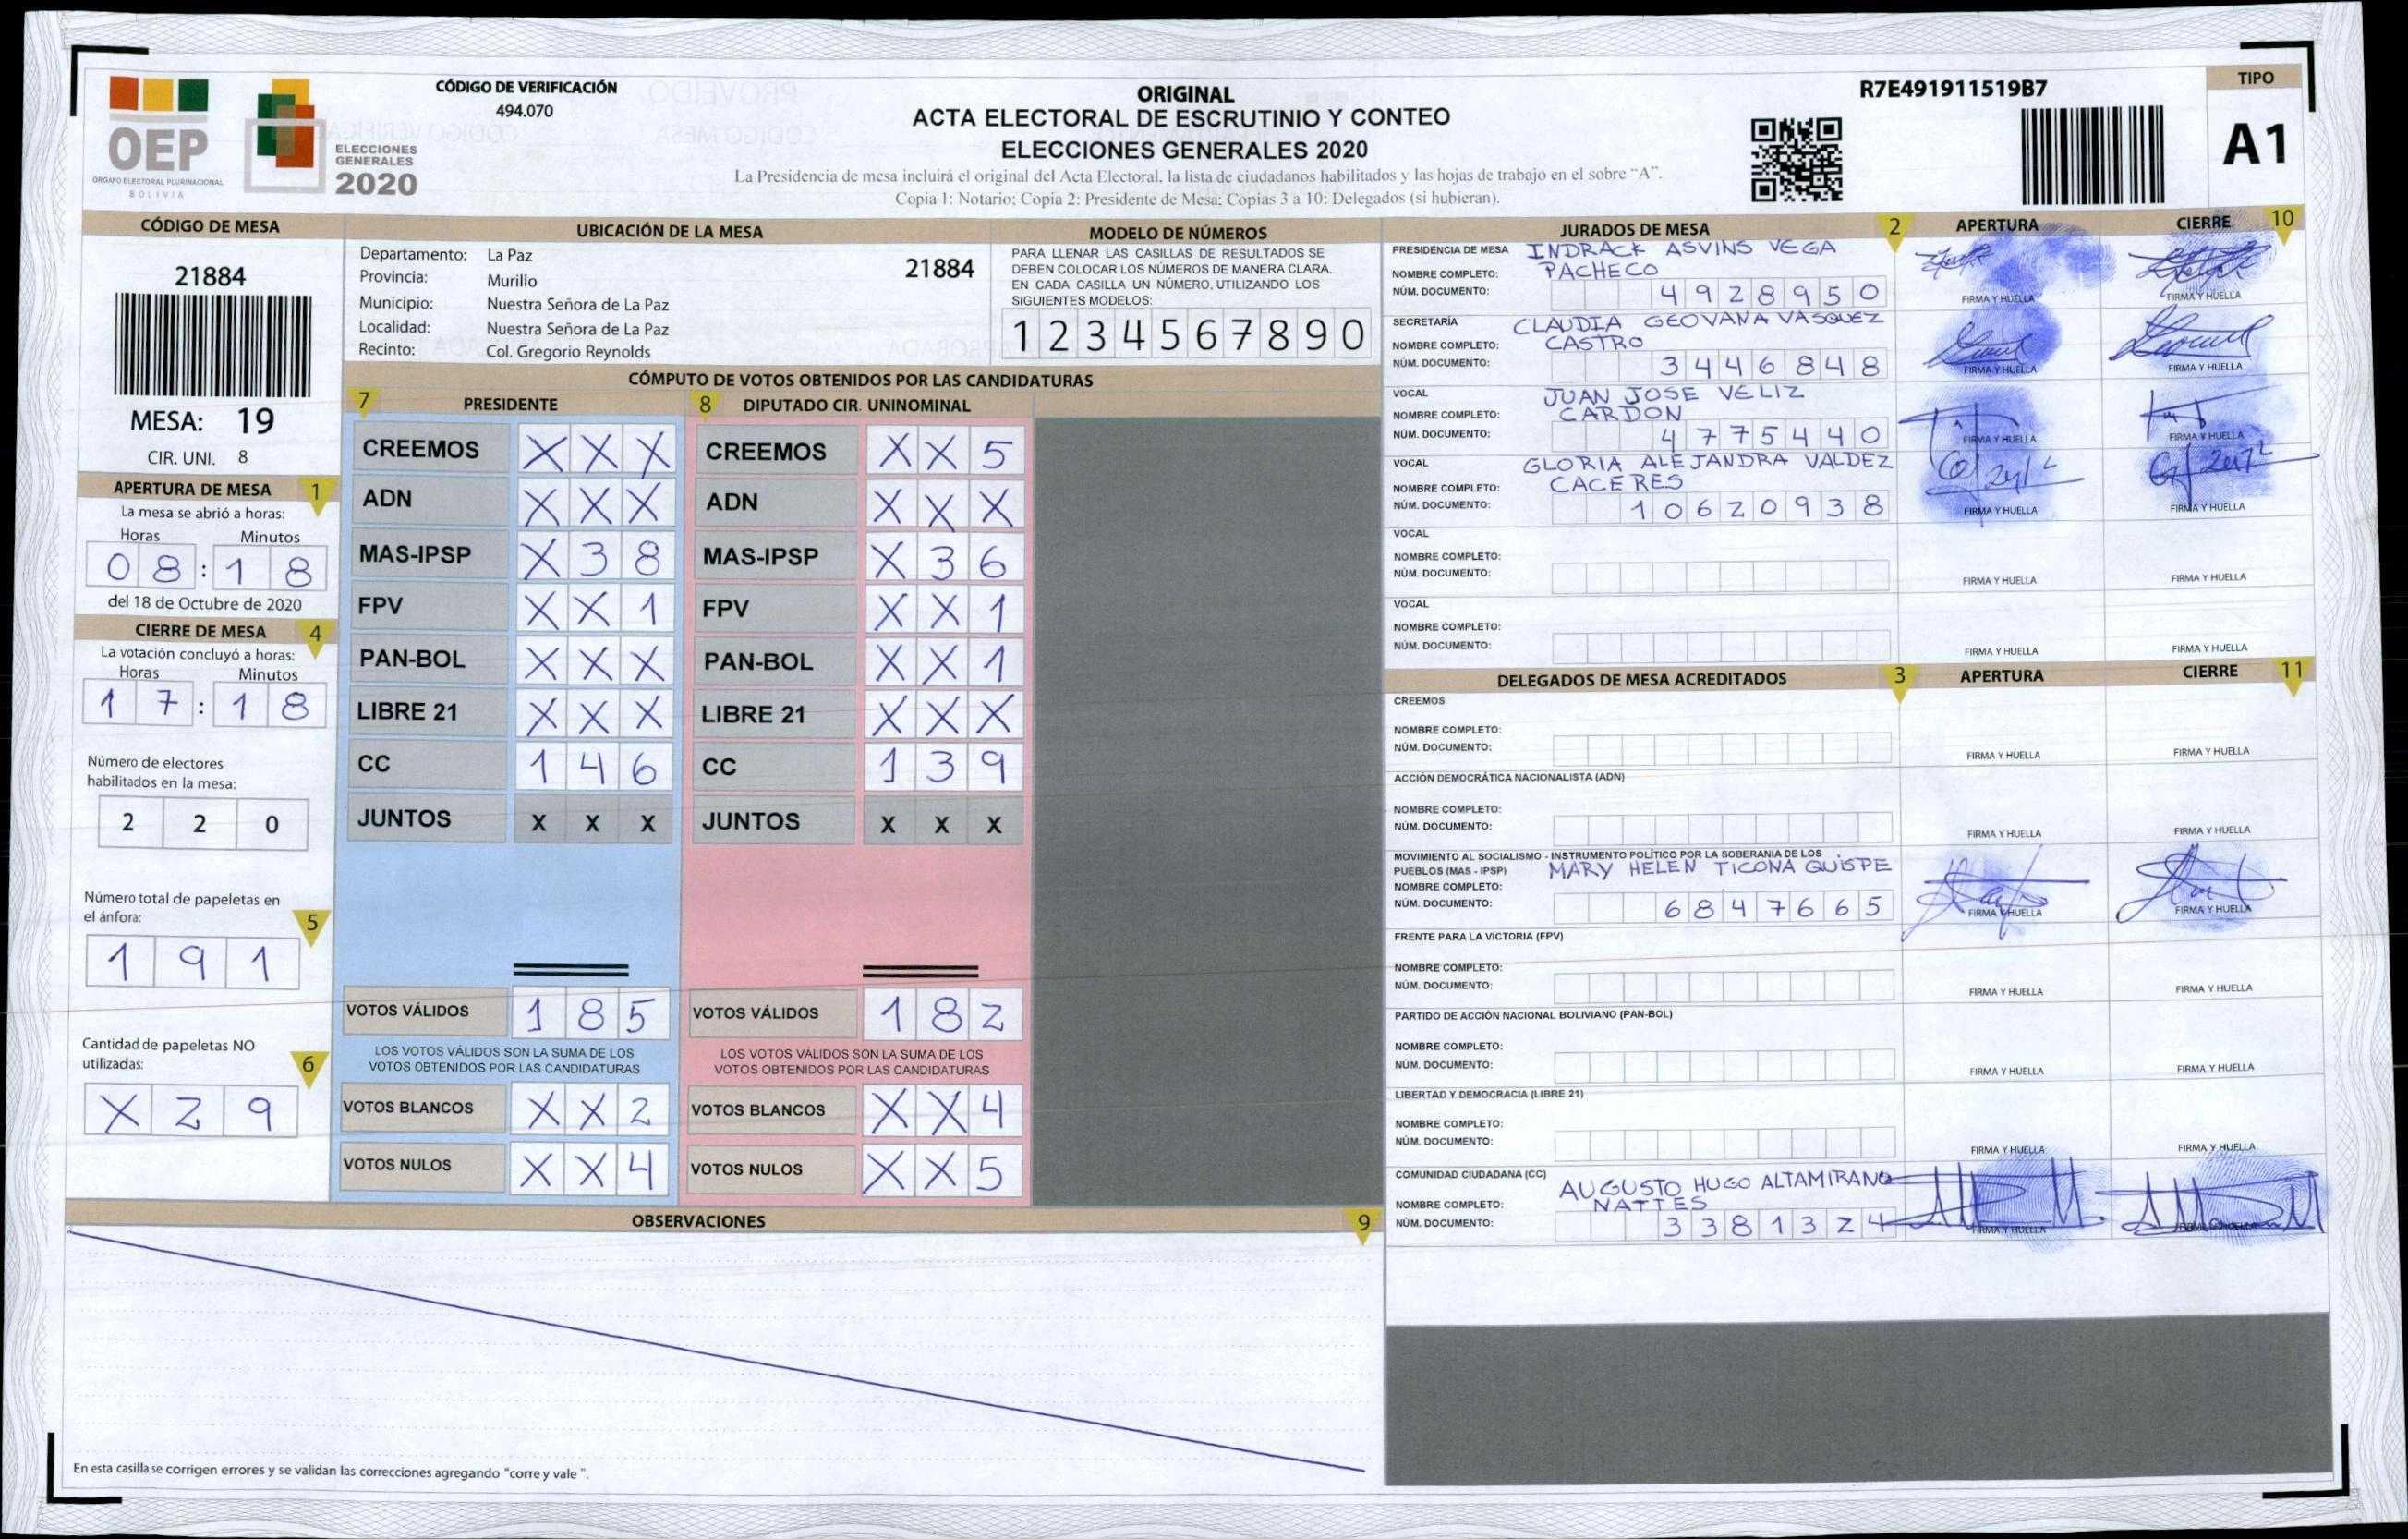 OEP
ÓRGANO ELECTORAL PLURINACIONAL
BOLIVIA
ELECCIONES
GENERALES
2020
CÓDIGO DE VERIFICACIÓN
494.070
ORIGINAL
ACTA ELECTORAL DE ESCRUTINIO Y CONTEO
ELECCIONES GENERALES 2020
La Presidencia de mesa incluirá el original del Acta Electoral, la lista de ciudadanos habilitados y las hojas de trabajo en el sobre “A”.
Copia 1: Notario; Copia 2: Presidente de Mesa; Copias 3 a 10: Delegados (si hubieran).
R7E491911519B7
TIPO
A1
CÓDIGO DE MESA
21884
MESA: 19
CIR. UNI. 8
APERTURA DE MESA 1
La mesa se abrió a horas:
Horas Minutos
08:18
del 18 de Octubre de 2020
CIERRE DE MESA 4
La votación concluyó a horas:
Horas Minutos
17:18
Número de electores
habilitados en la mesa:
2 2 0
Número total de papeletas en
el ánfora: 5
1 9 1
Cantidad de papeletas NO
utilizadas: 6
X 2 9
UBICACIÓN DE LA MESA
Departamento: La Paz
21884
Provincia: Murillo
Municipio: Nuestra Señora de La Paz
Localidad: Nuestra Señora de La Paz
Recinto: Col. Gregorio Reynolds
MODELO DE NÚMEROS
PARA LLENAR LAS CASILLAS DE RESULTADOS SE
DEBEN COLOCAR LOS NÚMEROS DE MANERA CLARA.
EN CADA CASILLA UN NÚMERO, UTILIZANDO LOS
SIGUIENTES MODELOS:
1 2 3 4 5 6 7 8 9 0
CÓMPUTO DE VOTOS OBTENIDOS POR LAS CANDIDATURAS
7 PRESIDENTE
CREEMOS X X X
ADN X X X
MAS-IPSP X 3 8
FPV X X 1
PAN-BOL X X X
LIBRE 21 X X X
CC 1 4 6
JUNTOS X X X
VOTOS VÁLIDOS 1 8 5
LOS VOTOS VÁLIDOS SON LA SUMA DE LOS
VOTOS OBTENIDOS POR LAS CANDIDATURAS
VOTOS BLANCOS X X 2
VOTOS NULOS X X 4
8 DIPUTADO CIR. UNINOMINAL
CREEMOS X X 5
ADN X X X
MAS-IPSP X 3 6
FPV X X 1
PAN-BOL X X 1
LIBRE 21 X X X
CC 1 3 9
JUNTOS X X X
VOTOS VÁLIDOS 1 8 2
LOS VOTOS VÁLIDOS SON LA SUMA DE LOS
VOTOS OBTENIDOS POR LAS CANDIDATURAS
VOTOS BLANCOS X X 4
VOTOS NULOS X X 5
OBSERVACIONES 9
En esta casilla se corrigen errores y se validan las correcciones agregando "corre y vale ".
JURADOS DE MESA 2 APERTURA CIERRE 10
PRESIDENCIA DE MESA INDRACK ASVINS VEGA
NOMBRE COMPLETO: PACHECO
NÚM. DOCUMENTO: 4928950
FIRMA Y HUELLA FIRMA Y HUELLA
SECRETARÍA CLAUDIA GEOVANA VASQUEZ
NOMBRE COMPLETO: CASTRO
NÚM. DOCUMENTO: 3446848
FIRMA Y HUELLA FIRMA Y HUELLA
VOCAL JUAN JOSE VELIZ
NOMBRE COMPLETO: CARDON
NÚM. DOCUMENTO: 4775440
FIRMA Y HUELLA FIRMA Y HUELLA
VOCAL GLORIA ALEJANDRA VALDEZ
NOMBRE COMPLETO: CACERES
NÚM. DOCUMENTO: 10620938
FIRMA Y HUELLA FIRMA Y HUELLA
VOCAL
NOMBRE COMPLETO:
NÚM. DOCUMENTO:
FIRMA Y HUELLA FIRMA Y HUELLA
VOCAL
NOMBRE COMPLETO:
NÚM. DOCUMENTO:
FIRMA Y HUELLA FIRMA Y HUELLA
DELEGADOS DE MESA ACREDITADOS 3 APERTURA CIERRE 11
CREEMOS
NOMBRE COMPLETO:
NÚM. DOCUMENTO:
FIRMA Y HUELLA FIRMA Y HUELLA
ACCIÓN DEMOCRÁTICA NACIONALISTA (ADN)
NOMBRE COMPLETO:
NÚM. DOCUMENTO:
FIRMA Y HUELLA FIRMA Y HUELLA
MOVIMIENTO AL SOCIALISMO - INSTRUMENTO POLÍTICO POR LA SOBERANIA DE LOS
PUEBLOS (MAS - IPSP) MARY HELEN TICONA QUISPE
NOMBRE COMPLETO:
NÚM. DOCUMENTO: 6847665
FIRMA Y HUELLA FIRMA Y HUELLA
FRENTE PARA LA VICTORIA (FPV)
NOMBRE COMPLETO:
NÚM. DOCUMENTO:
FIRMA Y HUELLA FIRMA Y HUELLA
PARTIDO DE ACCIÓN NACIONAL BOLIVIANO (PAN-BOL)
NOMBRE COMPLETO:
NÚM. DOCUMENTO:
FIRMA Y HUELLA FIRMA Y HUELLA
LIBERTAD Y DEMOCRACIA (LIBRE 21)
NOMBRE COMPLETO:
NÚM. DOCUMENTO:
FIRMA Y HUELLA FIRMA Y HUELLA
COMUNIDAD CIUDADANA (CC) AUGUSTO HUGO ALTAMIRANO
NOMBRE COMPLETO: NATTES
NÚM. DOCUMENTO: 3381324
FIRMA Y HUELLA